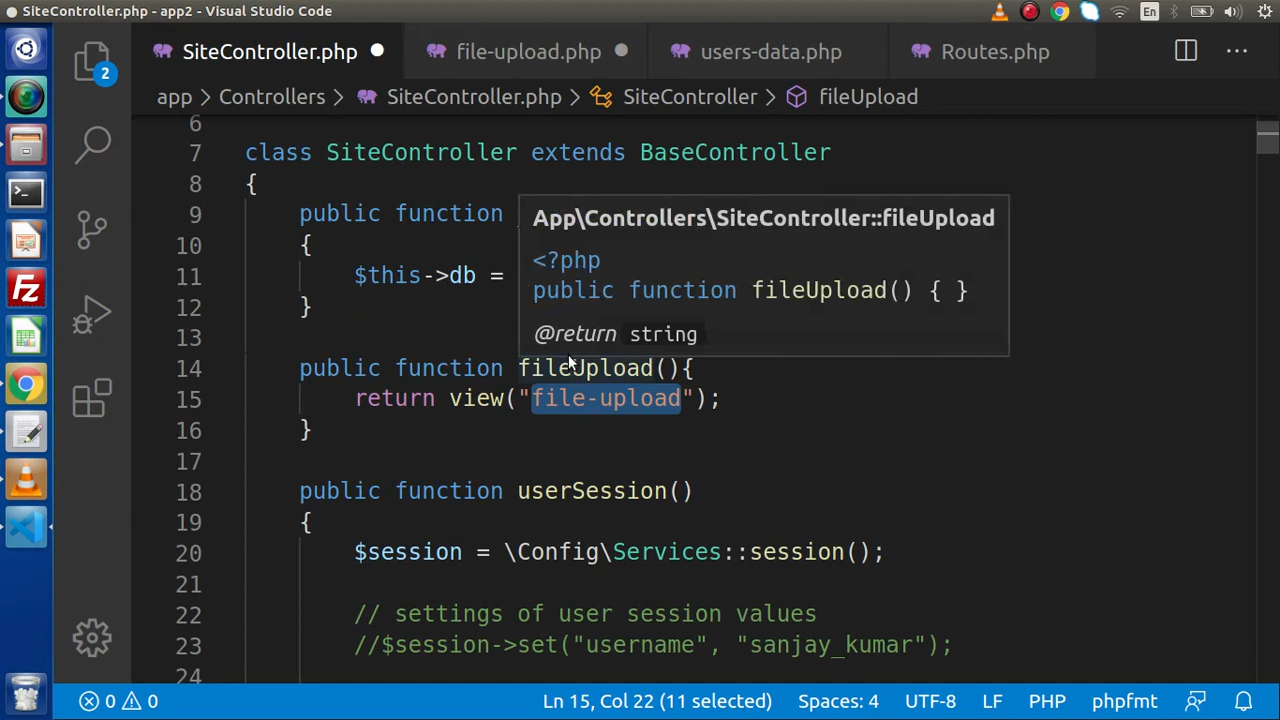 SiteController.php - app2 - Visual Studio Code
En
2
SiteController.php
file-upload.php
users-data.php
Routes.php
app > Controllers > SiteController.php > SiteController > fileUpload
6
7 class SiteController extends BaseController
8 {
9 public function
10 {
11 $this->db =
12 }
13
14 public function fileUpload(){
15 return view("file-upload");
16 }
17
18 public function userSession()
19 {
20 $session = \Config\Services::session();
21
22 // settings of user session values
23 //$session->set("username", "sanjay_kumar");
24
App\Controllers\SiteController::fileUpload
<?php
public function fileUpload() { }
@return string
Fz
0 0
Ln 15, Col 22 (11 selected)
Spaces: 4
UTF-8
LF
PHP
phpfmt